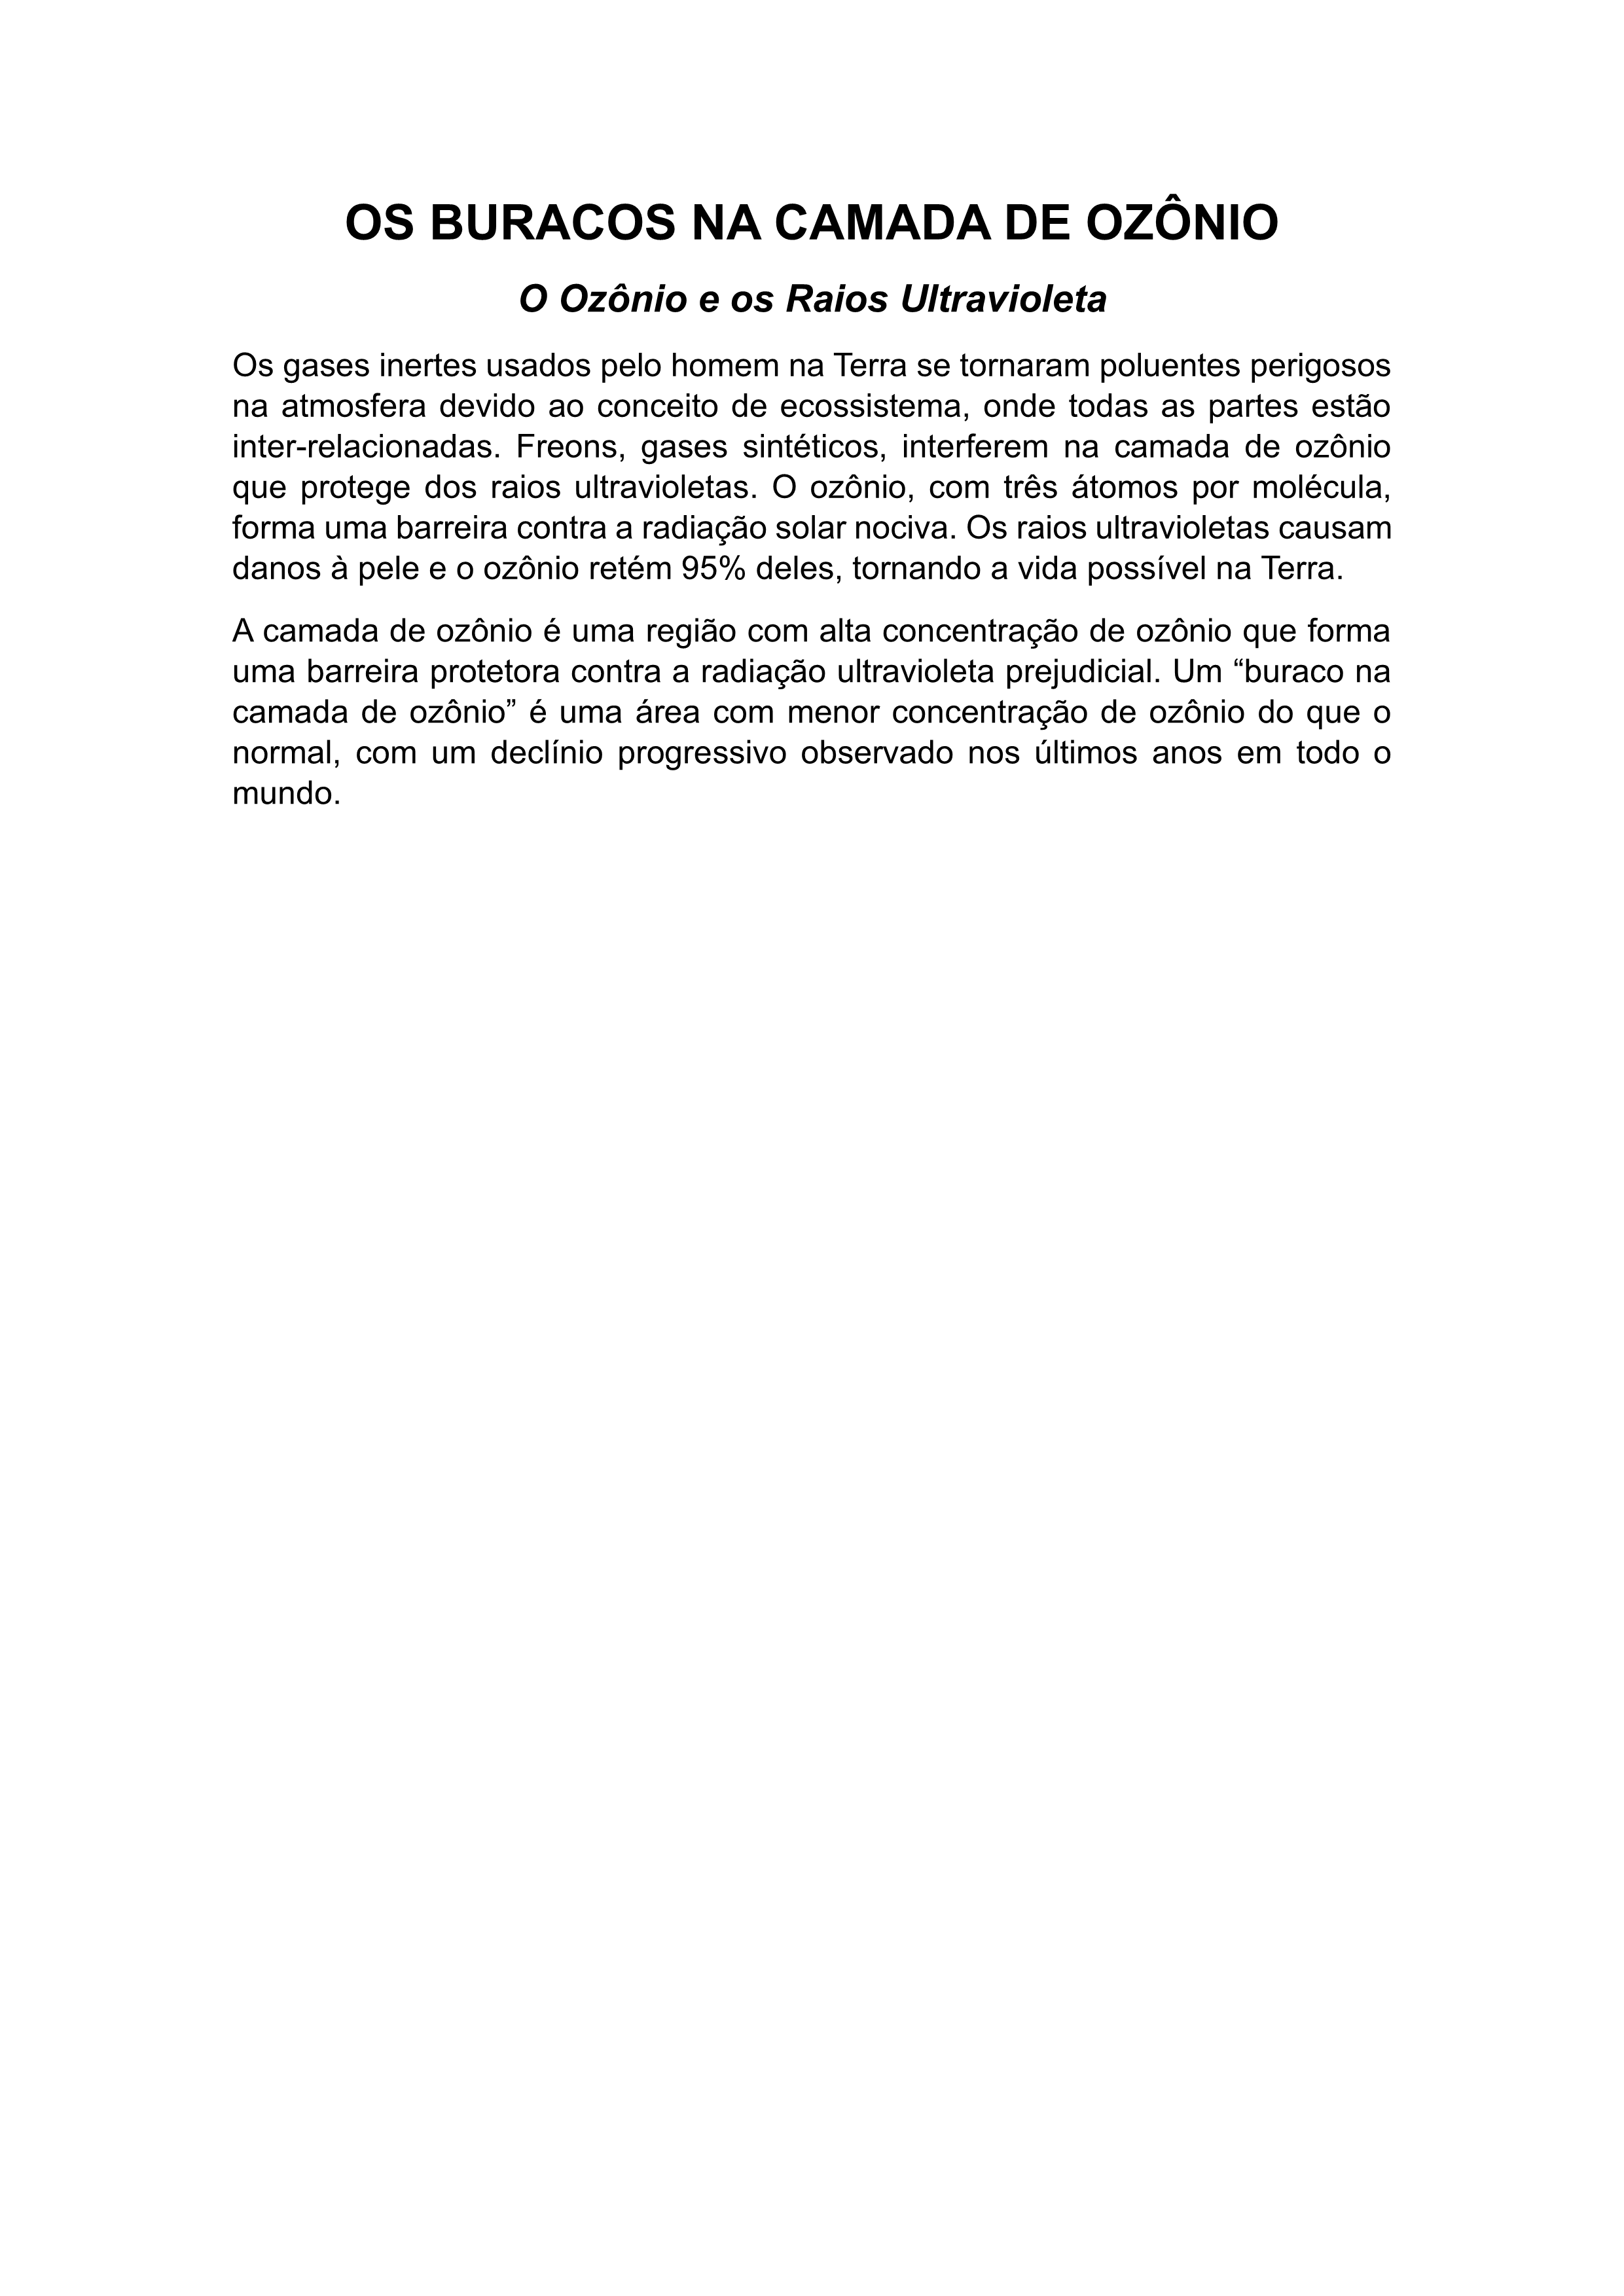 OS BURACOS NA CAMADA DE OZÔNIO
O Ozônio e os Raios Ultravioleta
Os gases inertes usados pelo homem na Terra se tornaram poluentes perigosos
na atmosfera devido ao conceito de ecossistema, onde todas as partes estão
inter-relacionadas. Freons, gases sintéticos, interferem na camada de ozônio
que protege dos raios ultravioletas. O ozônio, com três átomos por molécula,
forma uma barreira contra a radiação solar nociva. Os raios ultravioletas causam
danos à pele e o ozônio retém 95% deles, tornando a vida possível na Terra.
A camada de ozônio é uma região com alta concentração de ozônio que forma
uma barreira protetora contra a radiação ultravioleta prejudicial. Um “buraco na
camada de ozônio” é uma área com menor concentração de ozônio do que o
normal, com um declínio progressivo observado nos últimos anos em todo o
mundo.